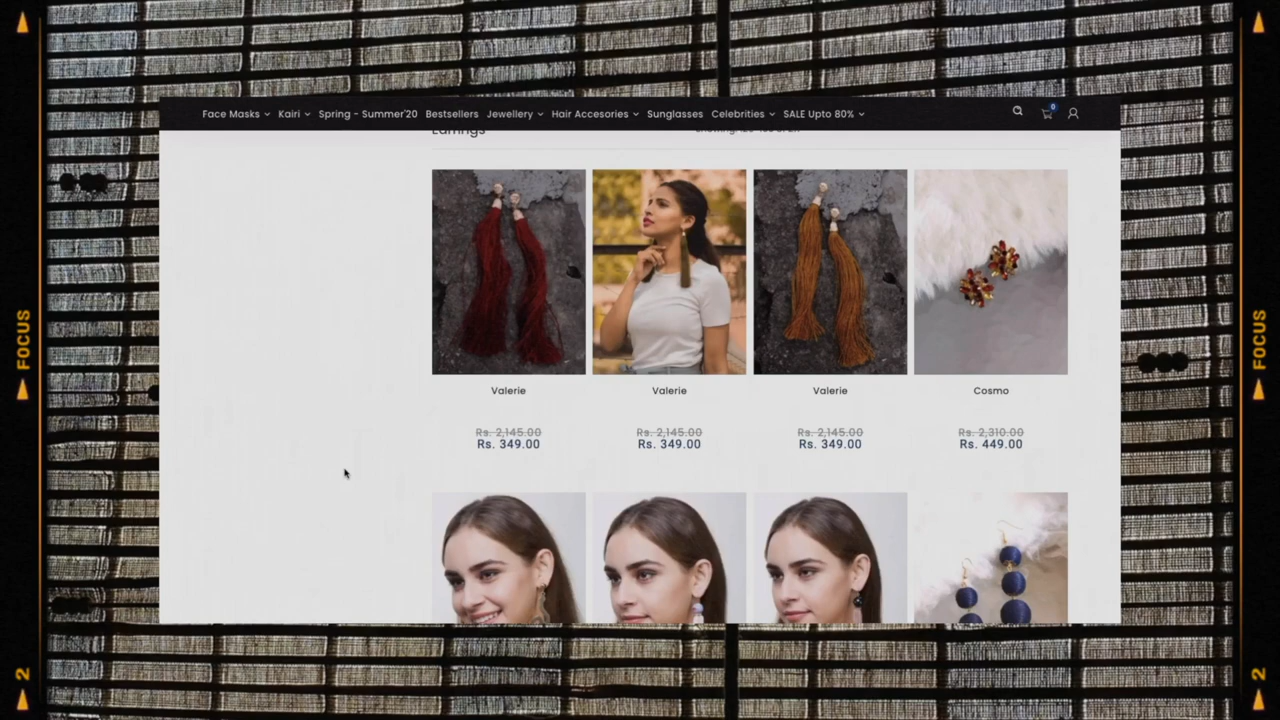 Face Masks Kairi Spring - Summer'20 Bestsellers Jewellery Hair Accesories Sunglasses Celebrities SALE Upto 80% 0
Earrings
Valerie Valerie Valerie Cosmo
Rs. 2,145.00 Rs. 2,145.00 Rs. 2,145.00 Rs. 2,310.00
Rs. 349.00 Rs. 349.00 Rs. 349.00 Rs. 449.00
FOCUS FOCUS
2 2